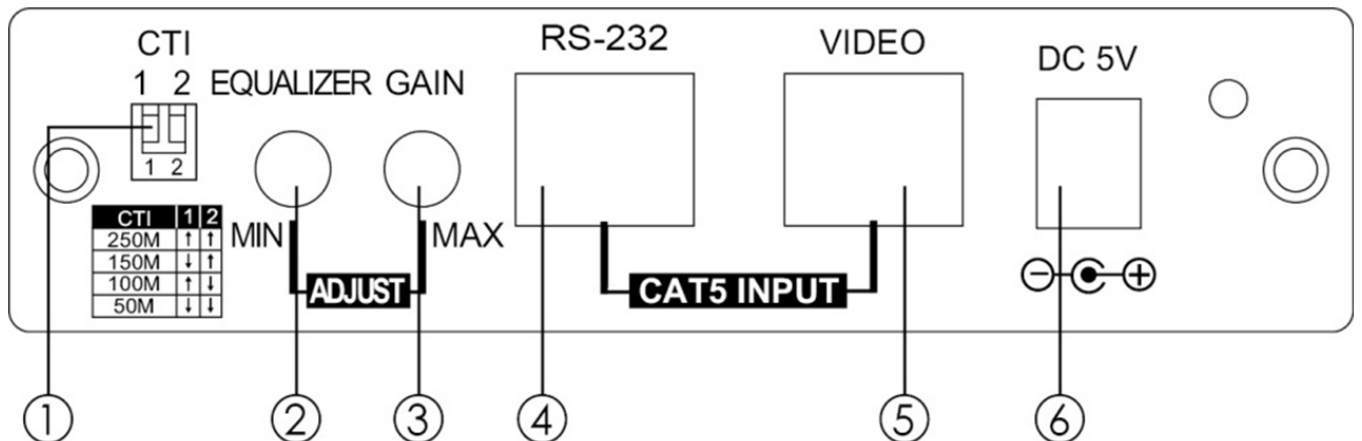 CTI
1 2
1 2
CTI 1 2
250M ↑ ↑
150M ↓ ↑
100M ↑ ↓
50M ↓ ↓
EQUALIZER GAIN
MIN MAX
ADJUST
RS-232
VIDEO
CAT5 INPUT
DC 5V
− +
1 2 3 4 5 6